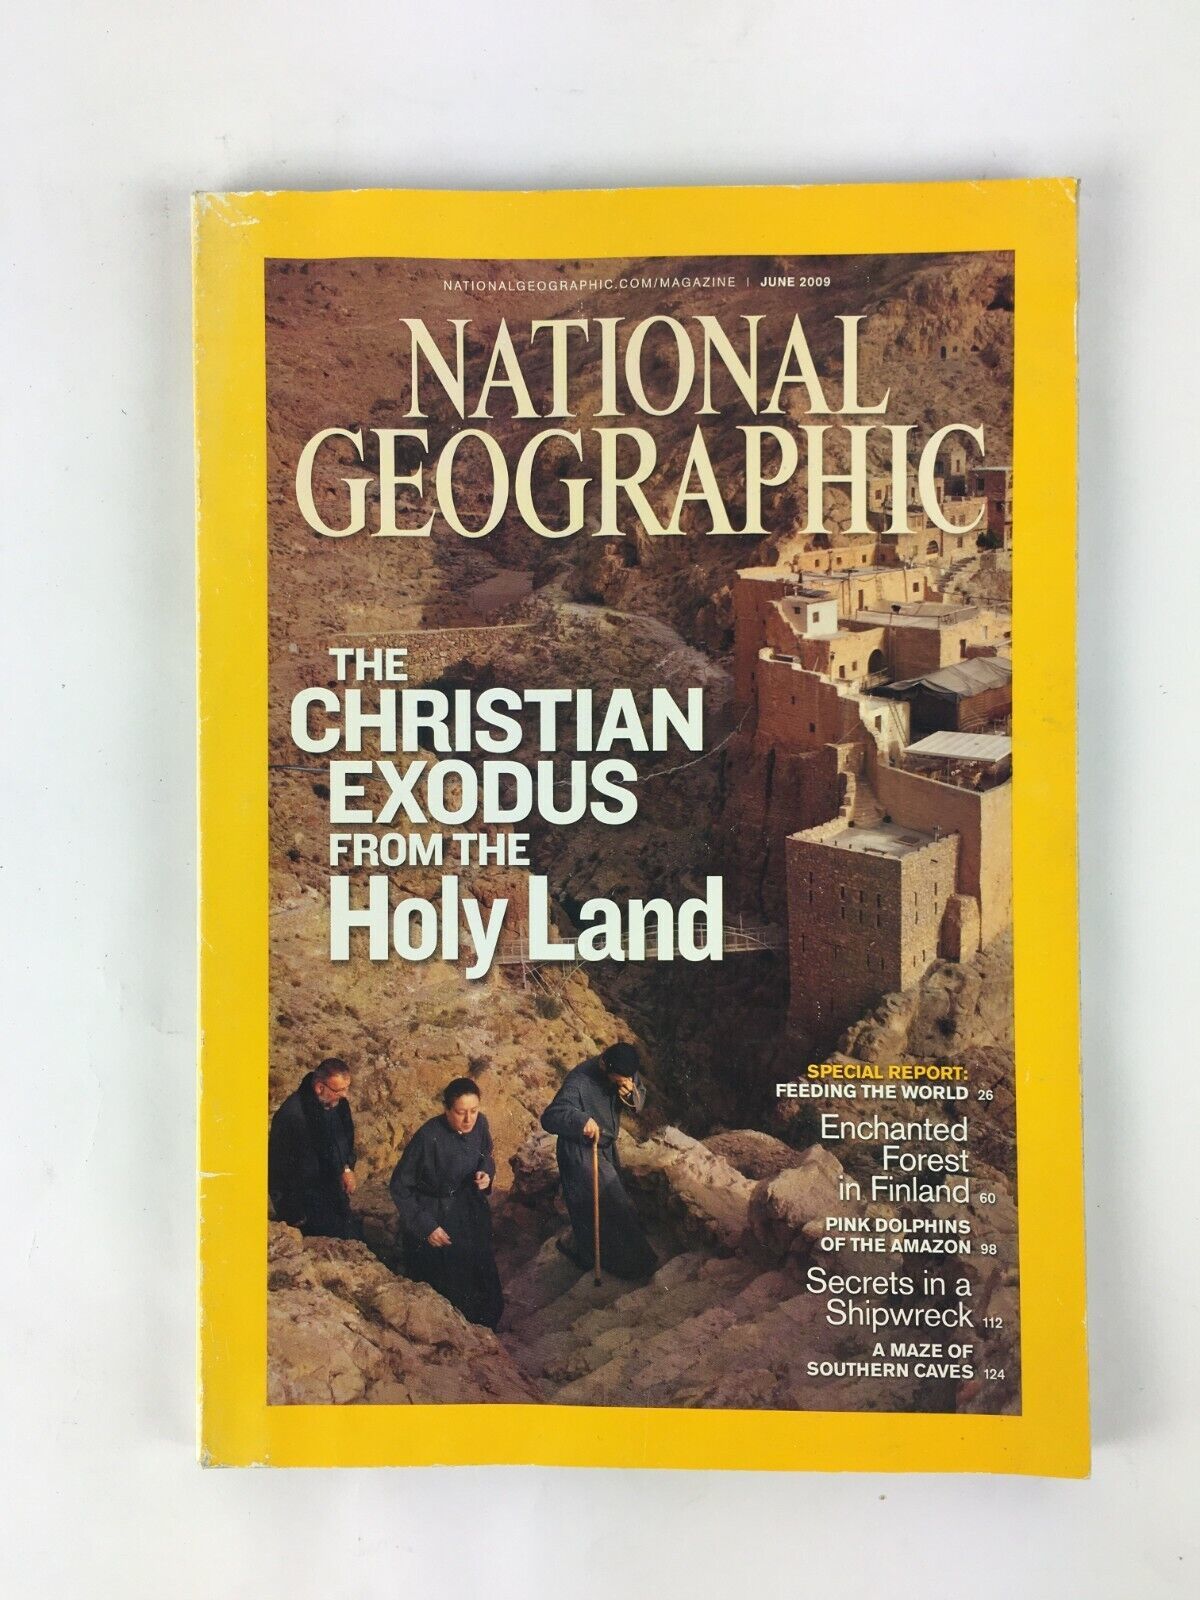 NATIONALGEOGRAPHIC.COM/MAGAZINE | JUNE 2009
NATIONAL
GEOGRAPHIC
THE
CHRISTIAN
EXODUS
FROM THE
Holy Land
SPECIAL REPORT:
FEEDING THE WORLD 26
Enchanted
Forest
in Finland 60
PINK DOLPHINS
OF THE AMAZON 98
Secrets in a
Shipwreck 112
A MAZE OF
SOUTHERN CAVES 124